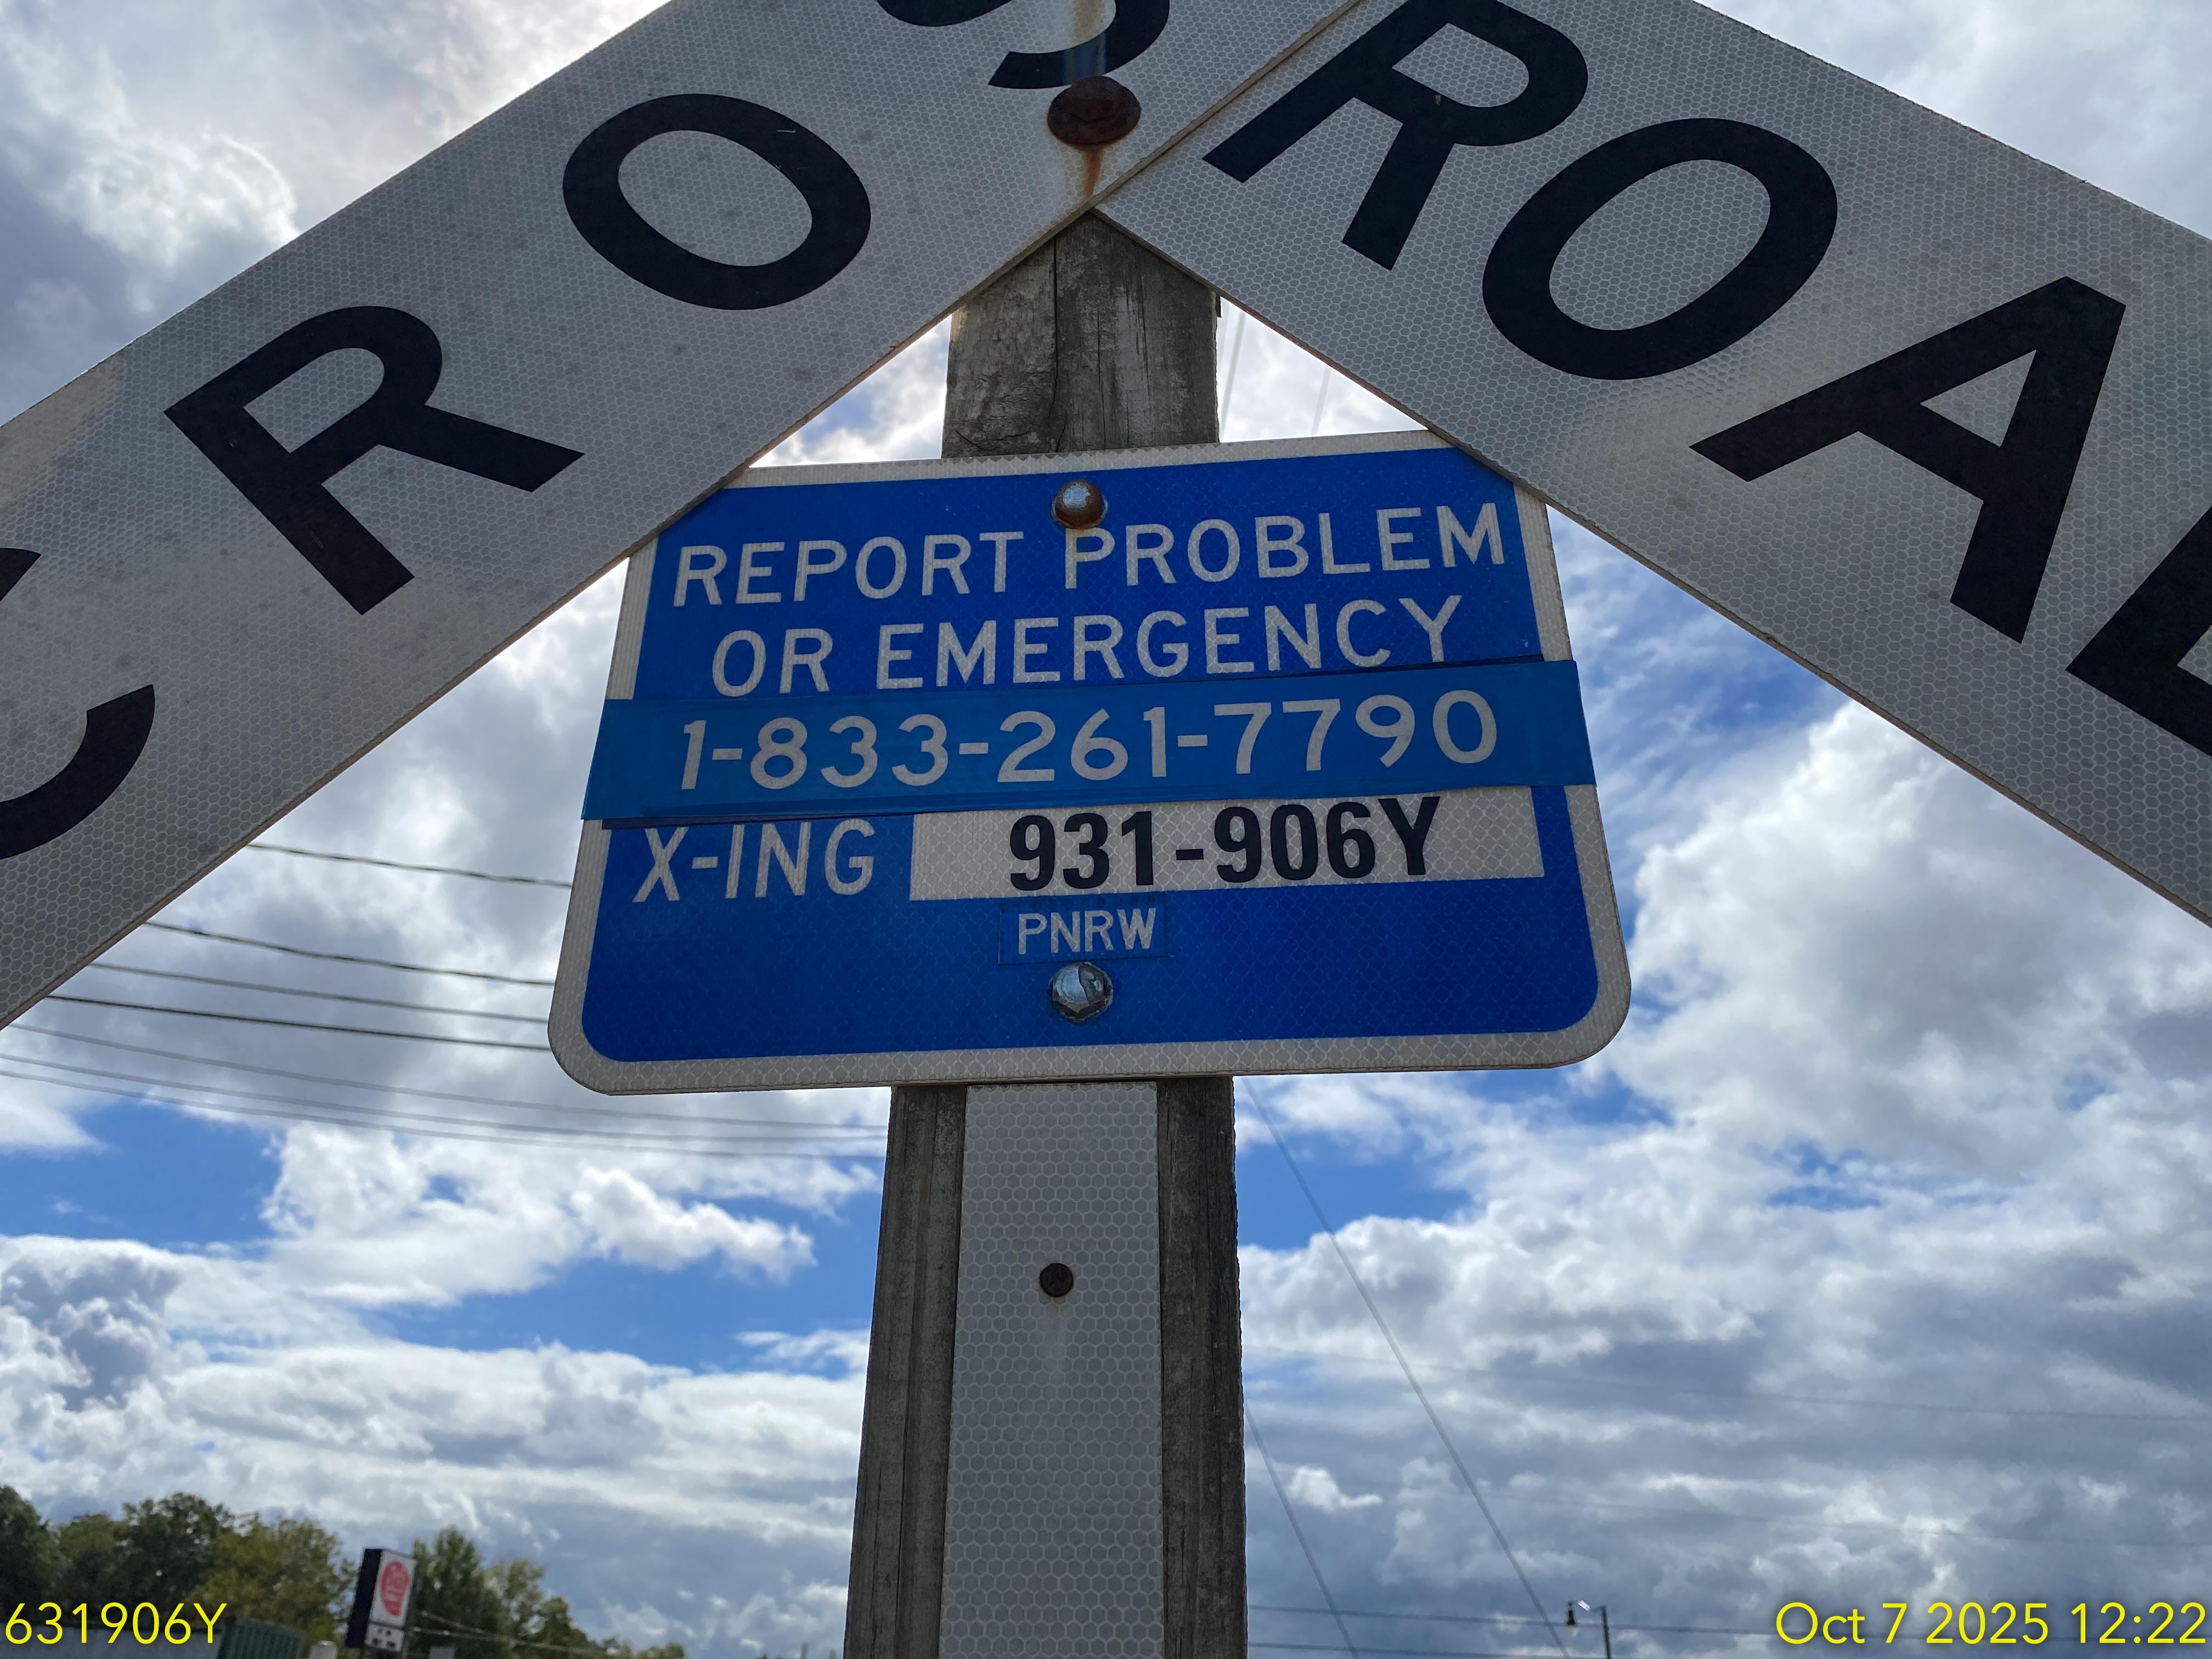 CROS
ROAD
REPORT PROBLEM
OR EMERGENCY
1-833-261-7790
X-ING 931-906Y
PNRW
631906Y
Oct 7 2025 12:22